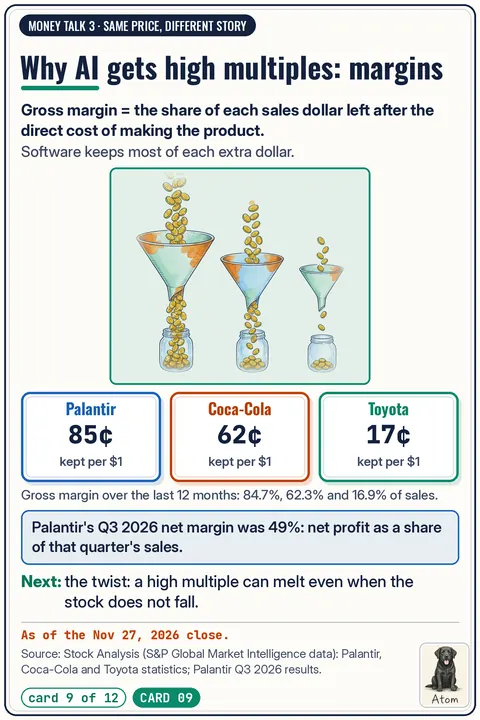 MONEY TALK 3 · SAME PRICE, DIFFERENT STORY
Why AI gets high multiples: margins
Gross margin = the share of each sales dollar left after the
direct cost of making the product.
Software keeps most of each extra dollar.
Palantir
85¢
kept per $1
Coca-Cola
62¢
kept per $1
Toyota
17¢
kept per $1
Gross margin over the last 12 months: 84.7%, 62.3% and 16.9% of sales.
Palantir's Q3 2026 net margin was 49%: net profit as a share
of that quarter's sales.
Next: the twist: a high multiple can melt even when the
stock does not fall.
As of the Nov 27, 2026 close.
Source: Stock Analysis (S&P Global Market Intelligence data): Palantir,
Coca-Cola and Toyota statistics; Palantir Q3 2026 results.
card 9 of 12
CARD 09
Atom